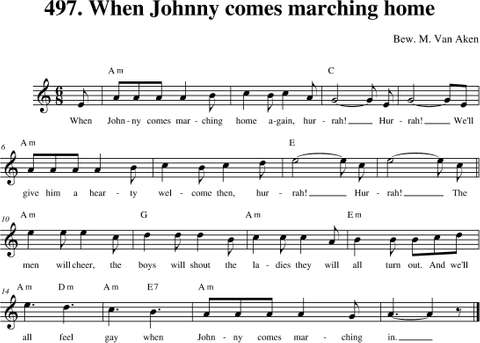 497. When Johnny comes marching home
Bew. M. Van Aken
Am C
When John - ny comes mar - ching home a-gain, hur - rah! Hur - rah! We'll
6 Am E
give him a hear - ty wel - come then, hur - rah! Hur - rah! The
10 Am G Am Em
men will cheer, the boys will shout the la - dies they will all turn out. And we'll
14 Am Dm C E7 Am Am
all feel gay when John - ny comes mar - ching in.